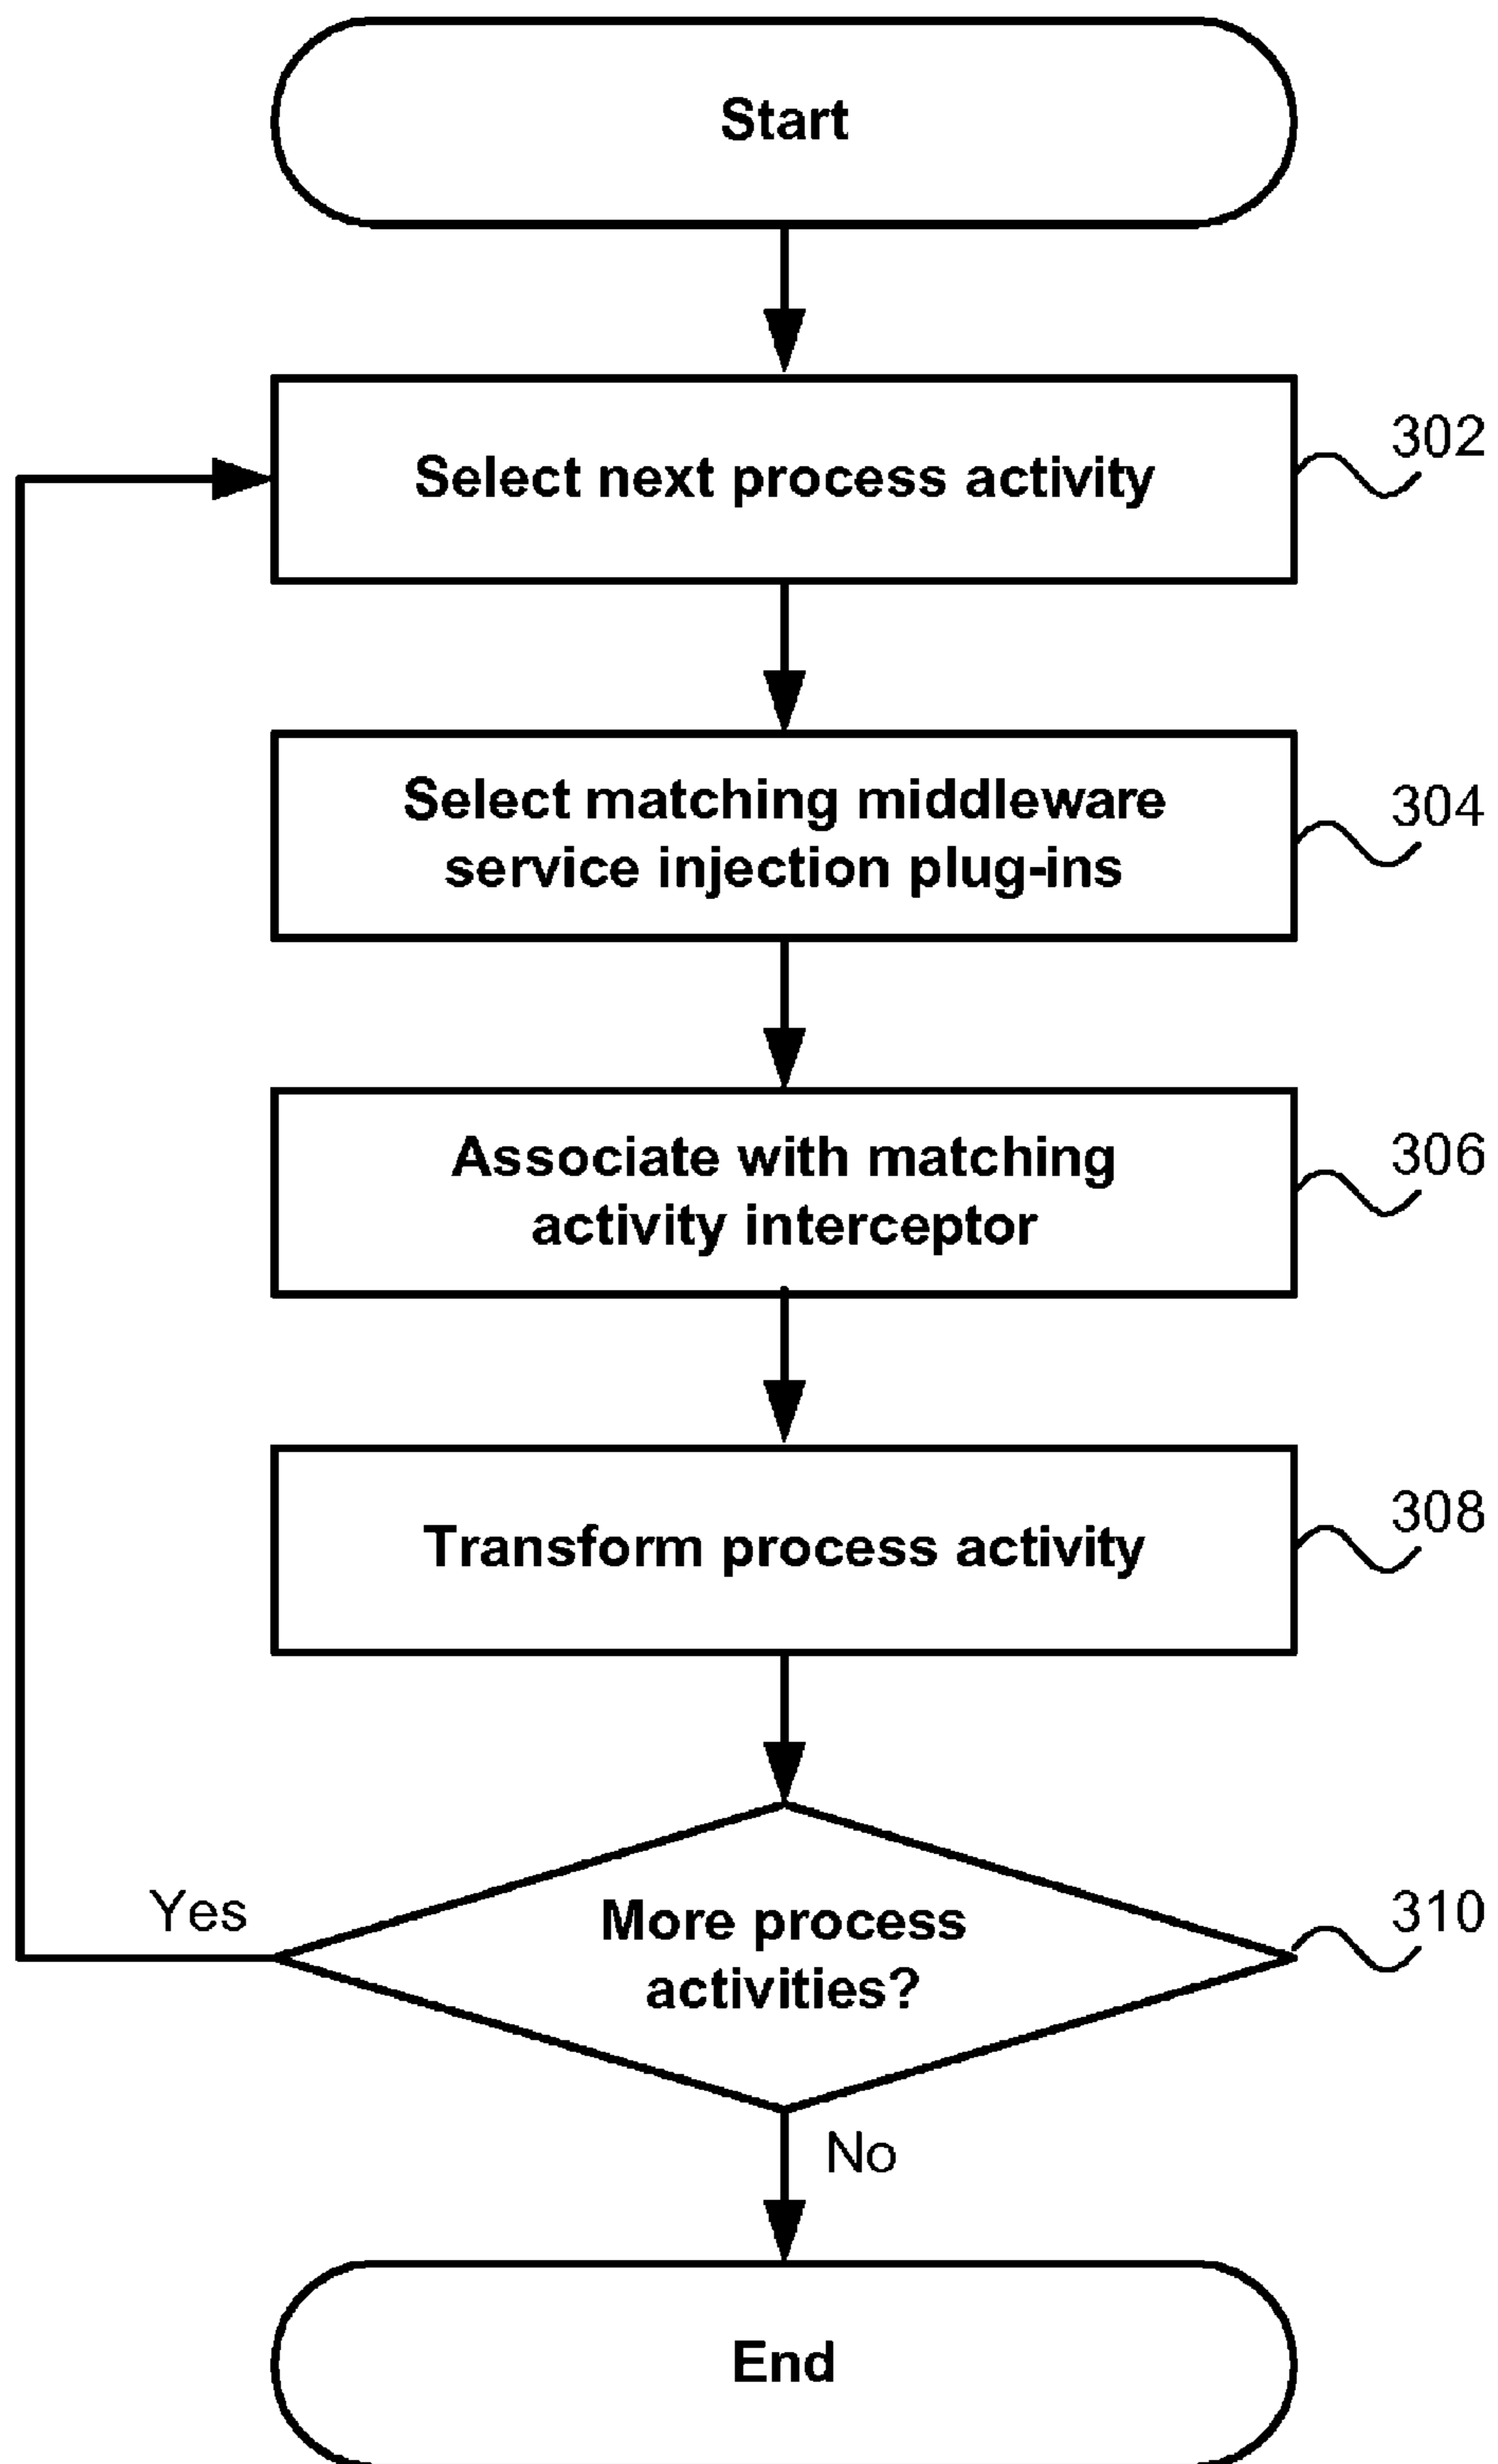 Start
Select next process activity
302
Select matching middleware
service injection plug-ins
304
Associate with matching
activity interceptor
306
Transform process activity
308
More process
activities?
310
Yes
No
End